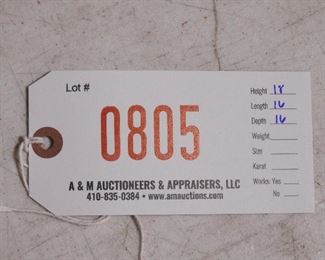 Lot #
0805
Height 18
Length 16
Depth 16
Weight
Size
Karat
Works: Yes
No
A & M AUCTIONEERS & APPRAISERS, LLC
410-835-0384 • www.amauctions.com